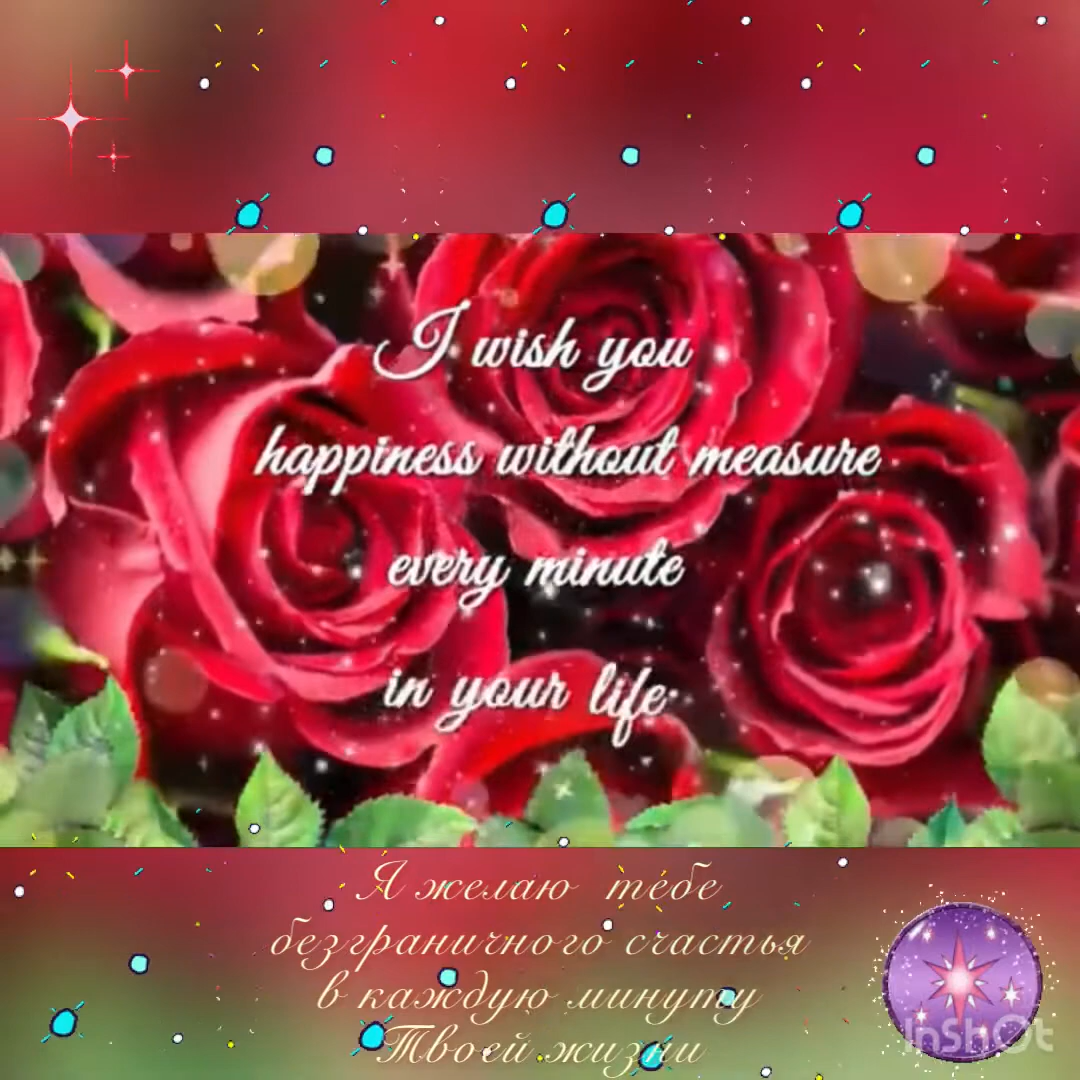 I wish you
happiness without measure
every minute
in your life
Я желаю тебе
безграничного счастья
в каждую минуту
Твоей жизни
InShOt